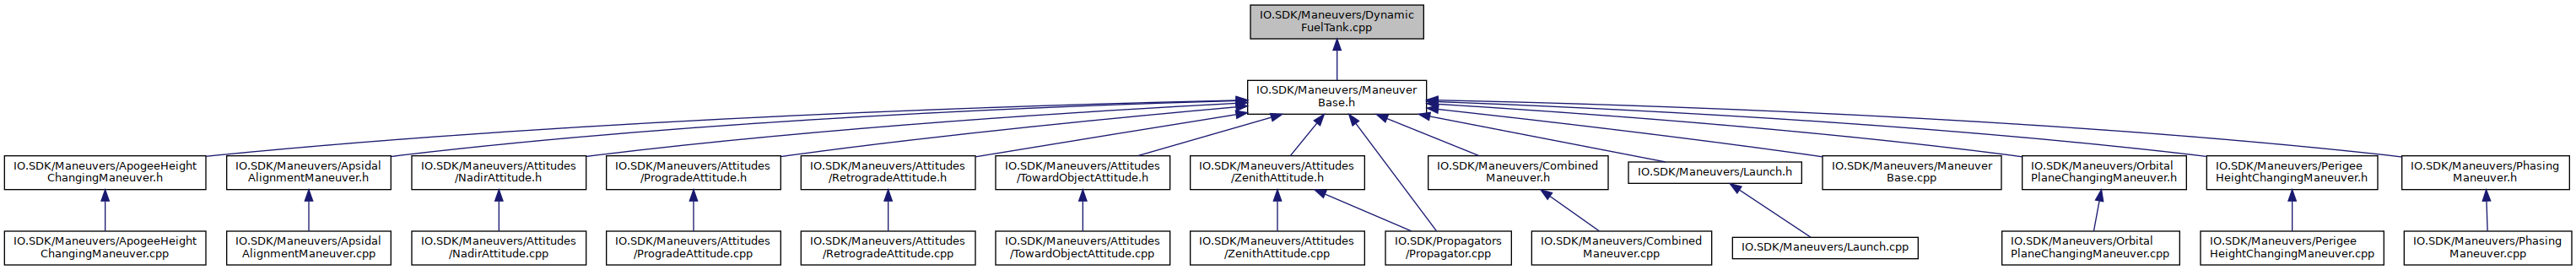 IO.SDK/Maneuvers/Dynamic
FuelTank.cpp
IO.SDK/Maneuvers/Maneuver
Base.h
IO.SDK/Maneuvers/ApogeeHeight
ChangingManeuver.h
IO.SDK/Maneuvers/Apsidal
AlignmentManeuver.h
IO.SDK/Maneuvers/Attitudes
/NadirAttitude.h
IO.SDK/Maneuvers/Attitudes
/ProgradeAttitude.h
IO.SDK/Maneuvers/Attitudes
/RetrogradeAttitude.h
IO.SDK/Maneuvers/Attitudes
/TowardObjectAttitude.h
IO.SDK/Maneuvers/Attitudes
/ZenithAttitude.h
IO.SDK/Maneuvers/Combined
Maneuver.h
IO.SDK/Maneuvers/Launch.h
IO.SDK/Maneuvers/Maneuver
Base.cpp
IO.SDK/Maneuvers/Orbital
PlaneChangingManeuver.h
IO.SDK/Maneuvers/Perigee
HeightChangingManeuver.h
IO.SDK/Maneuvers/Phasing
Maneuver.h
IO.SDK/Maneuvers/ApogeeHeight
ChangingManeuver.cpp
IO.SDK/Maneuvers/Apsidal
AlignmentManeuver.cpp
IO.SDK/Maneuvers/Attitudes
/NadirAttitude.cpp
IO.SDK/Maneuvers/Attitudes
/ProgradeAttitude.cpp
IO.SDK/Maneuvers/Attitudes
/RetrogradeAttitude.cpp
IO.SDK/Maneuvers/Attitudes
/TowardObjectAttitude.cpp
IO.SDK/Maneuvers/Attitudes
/ZenithAttitude.cpp
IO.SDK/Propagators
/Propagator.cpp
IO.SDK/Maneuvers/Combined
Maneuver.cpp
IO.SDK/Maneuvers/Launch.cpp
IO.SDK/Maneuvers/Orbital
PlaneChangingManeuver.cpp
IO.SDK/Maneuvers/Perigee
HeightChangingManeuver.cpp
IO.SDK/Maneuvers/Phasing
Maneuver.cpp